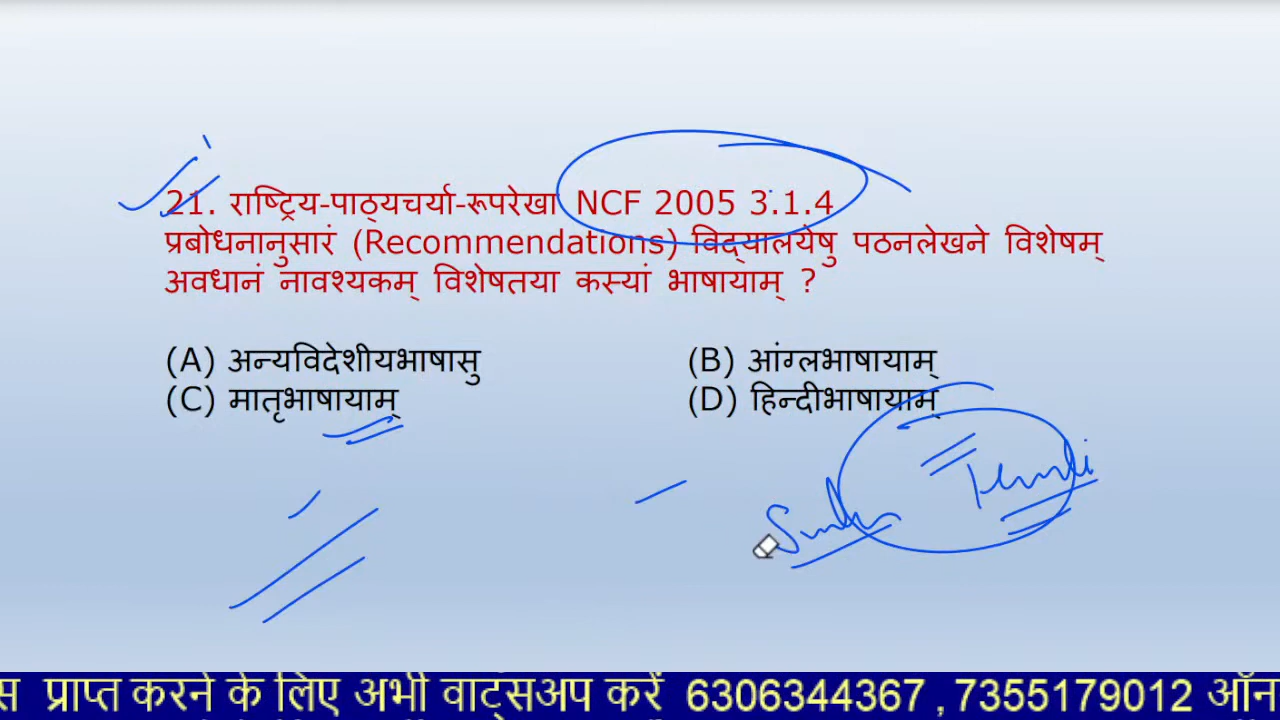 21. राष्ट्रिय-पाठ्यचर्या-रूपरेखा NCF 2005 3.1.4
प्रबोधनानुसारं (Recommendations) विद्यालयेषु पठनलेखने विशेषम्
अवधानं नावश्यकम् विशेषतया कस्यां भाषायाम् ?
(A) अन्यविदेशीयभाषासु (B) आंग्लभाषायाम्
(C) मातृभाषायाम् (D) हिन्दीभाषायाम्
स प्राप्त करने के लिए अभी वाट्सअप करें 6306344367 , 7355179012 ऑन